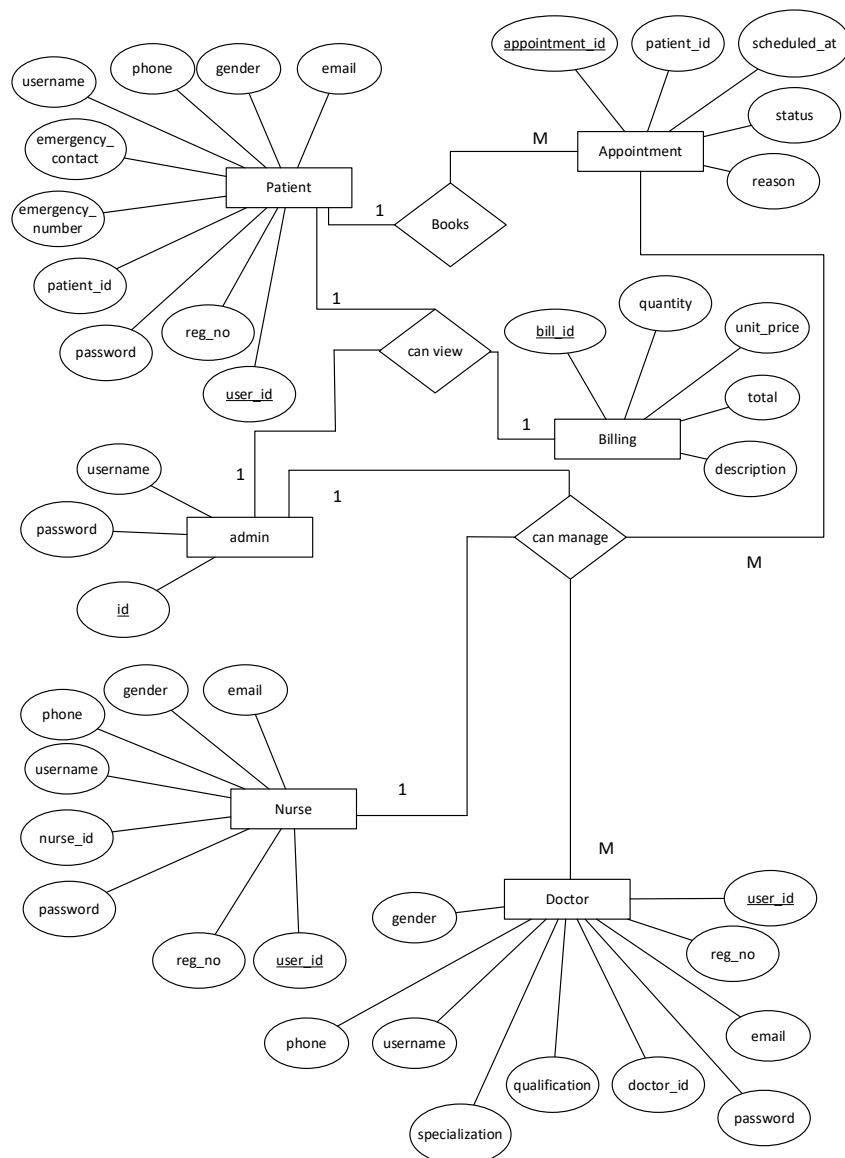 appointment_id
patient_id
scheduled_at
status
reason
Appointment
username
phone
gender
email
emergency_
contact
emergency_
number
patient_id
password
reg_no
user_id
Patient
1
Books
M
1
can view
1
1
bill_id
quantity
unit_price
total
description
Billing
username
password
id
admin
1
can manage
M
1
M
phone
gender
email
username
nurse_id
password
reg_no
user_id
Nurse
Doctor
gender
user_id
reg_no
phone
username
email
qualification
doctor_id
password
specialization